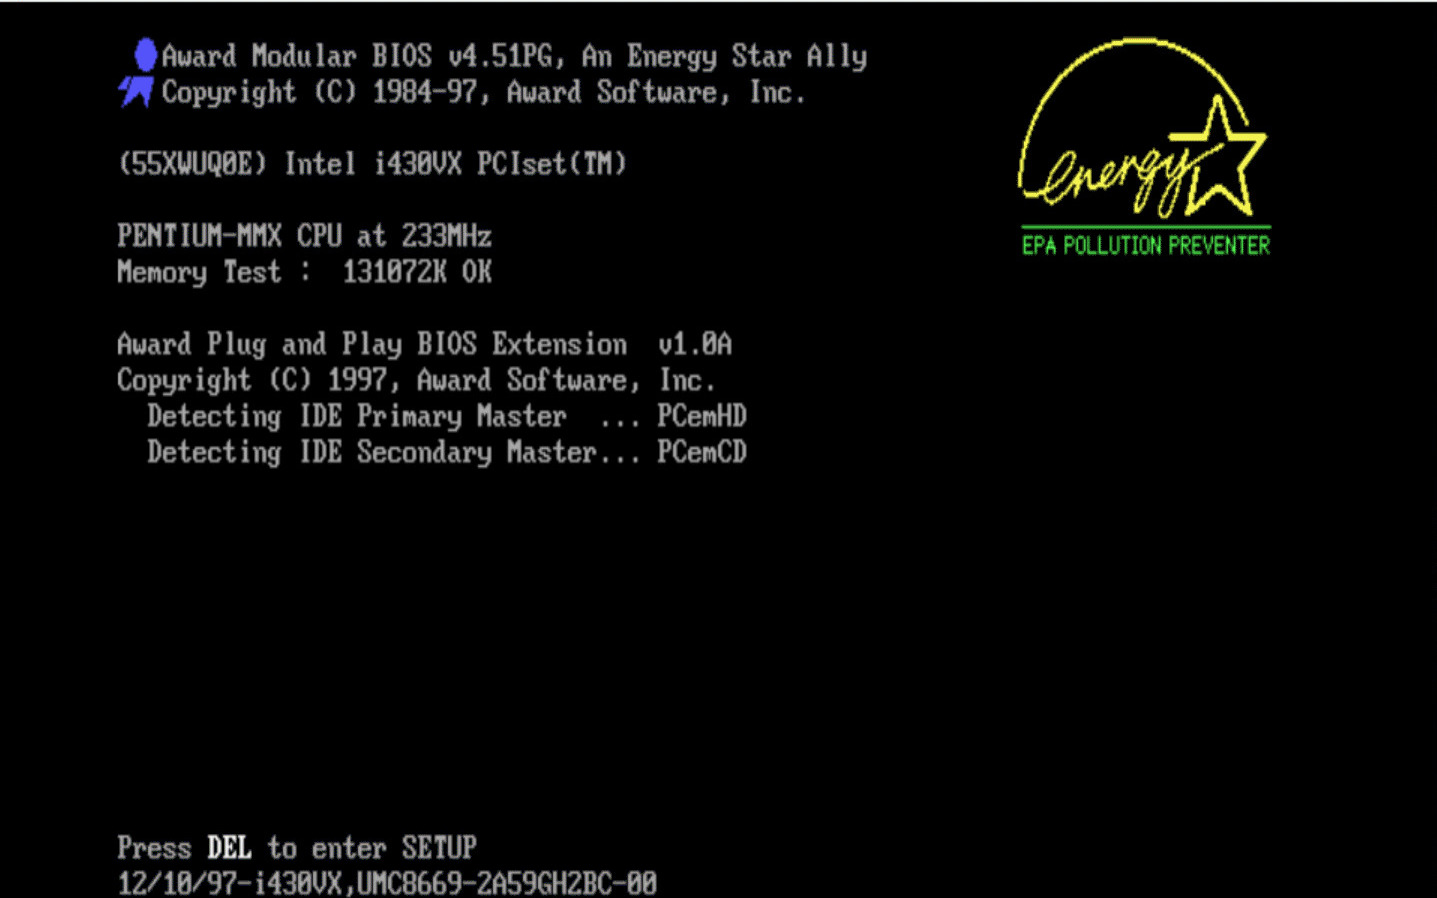 Award Modular BIOS v4.51PG, An Energy Star Ally
Copyright (C) 1984-97, Award Software, Inc.
(55XWUQ0E) Intel i430VX PCIset(TM)
energy
EPA POLLUTION PREVENTER
PENTIUM-MMX CPU at 233MHz
Memory Test :  131072K OK
Award Plug and Play BIOS Extension  v1.0A
Copyright (C) 1997, Award Software, Inc.
Detecting IDE Primary Master  ... PCemHD
Detecting IDE Secondary Master... PCemCD
Press DEL to enter SETUP
12/10/97-i430VX,UMC8669-2A59GH2BC-00